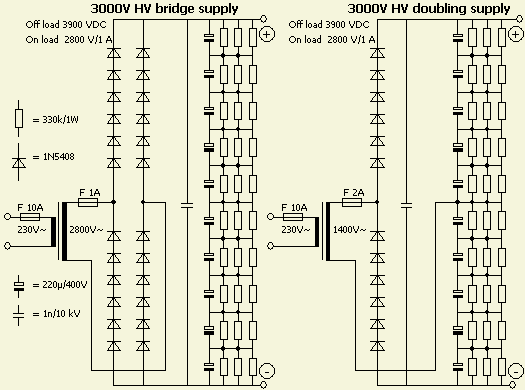 3000V HV bridge supply
Off load 3900 VDC
On load 2800 V/1 A
+
= 330k/1W
= 1N5408
F 1A
F 10A
230V~
2800V~
= 220µ/400V
= 1n/10 kV
-
3000V HV doubling supply
Off load 3900 VDC
On load 2800 V/1 A
+
F 2A
F 10A
230V~
1400V~
-